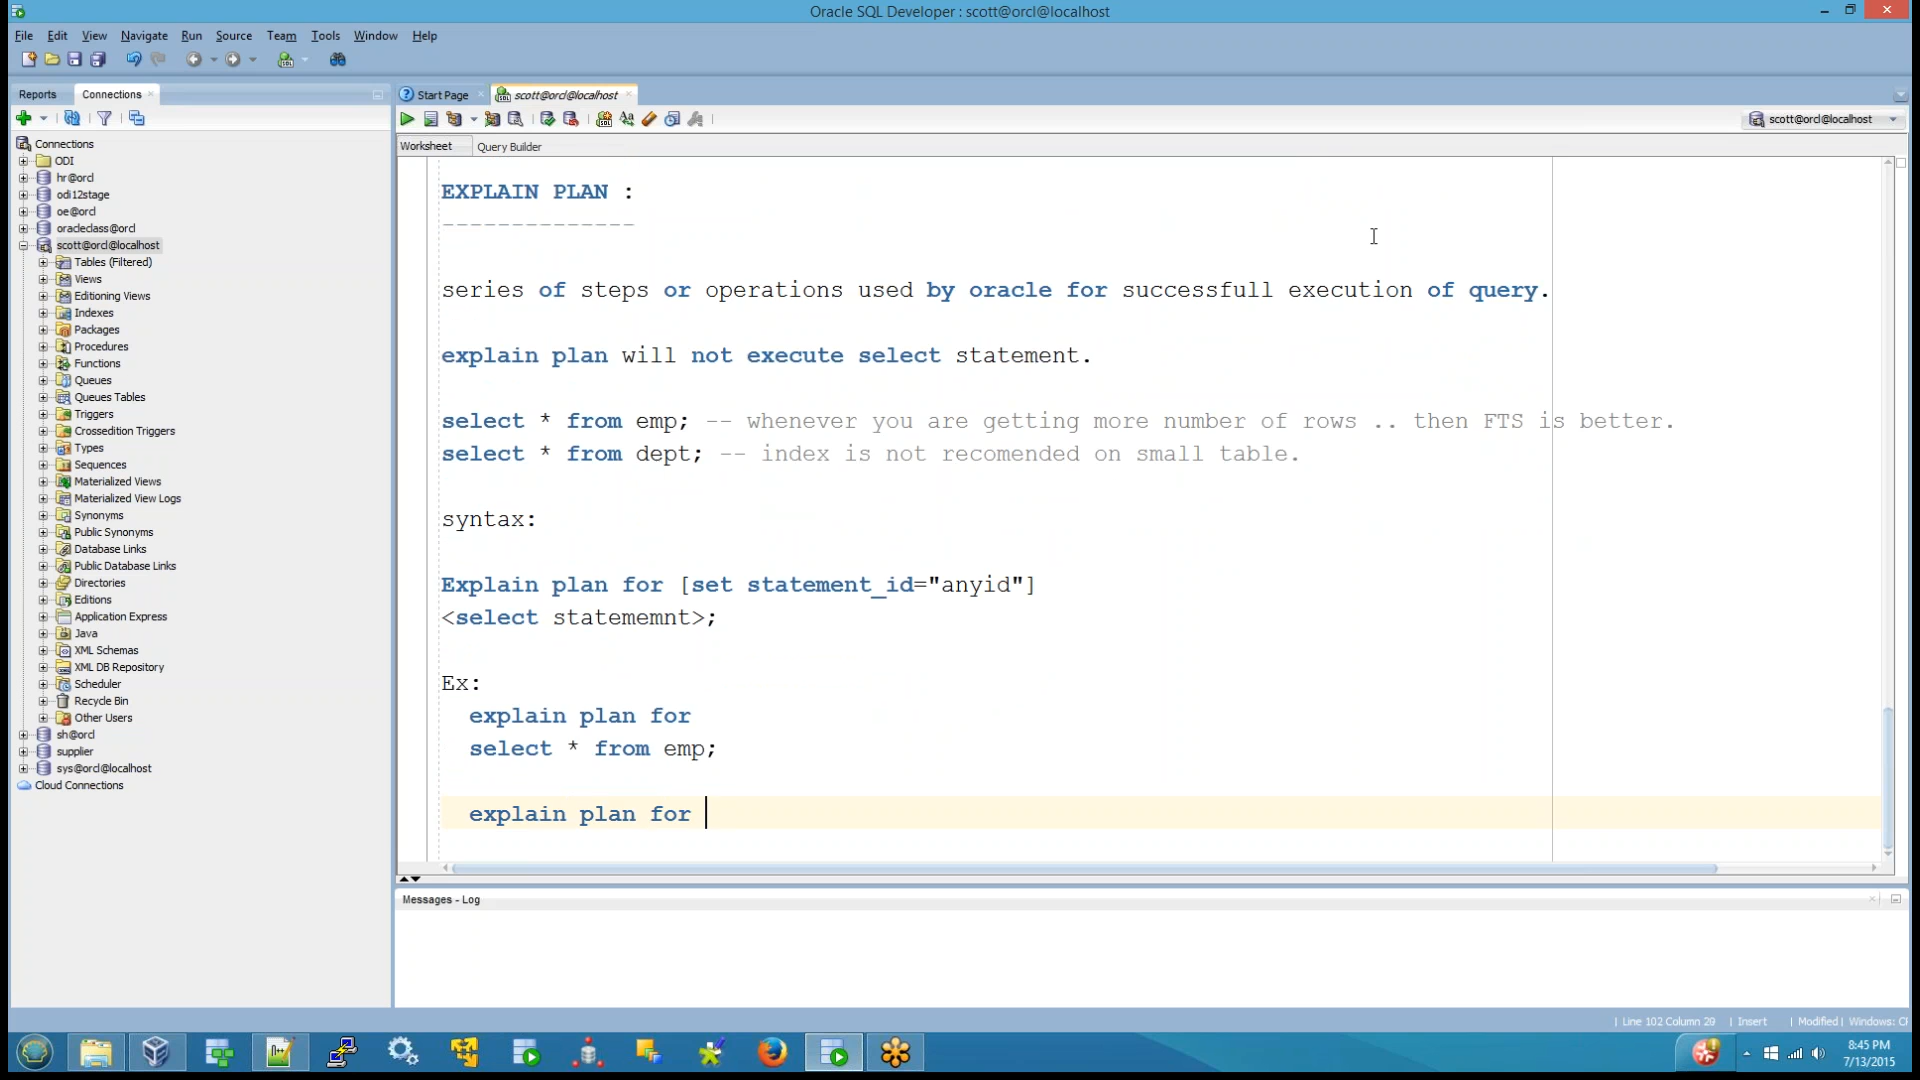 Oracle SQL Developer : scott@orcl@localhost
File Edit View Navigate Run Source Team Tools Window Help
Reports Connections
Start Page scott@orcl@localhost
scott@orcl@localhost
Worksheet Query Builder
Connections
ODI
hr@orcl
odi12stage
oe@orcl
oracleclass@orcl
scott@orcl@localhost
Tables (Filtered)
Views
Editioning Views
Indexes
Packages
Procedures
Functions
Queues
Queues Tables
Triggers
Crossedition Triggers
Types
Sequences
Materialized Views
Materialized View Logs
Synonyms
Public Synonyms
Database Links
Public Database Links
Directories
Editions
Application Express
Java
XML Schemas
XML DB Repository
Scheduler
Recycle Bin
Other Users
sh@orcl
supplier
sys@orcl@localhost
Cloud Connections
EXPLAIN PLAN :
--------------
series of steps or operations used by oracle for successfull execution of query.
explain plan will not execute select statement.
select * from emp; -- whenever you are getting more number of rows .. then FTS is better.
select * from dept; -- index is not recomended on small table.
syntax:
Explain plan for [set statement_id="anyid"]
<select statememnt>;
Ex:
explain plan for
select * from emp;
explain plan for
Messages - Log
Line 102 Column 29 Insert Modified Windows:
8:45 PM
7/13/2015